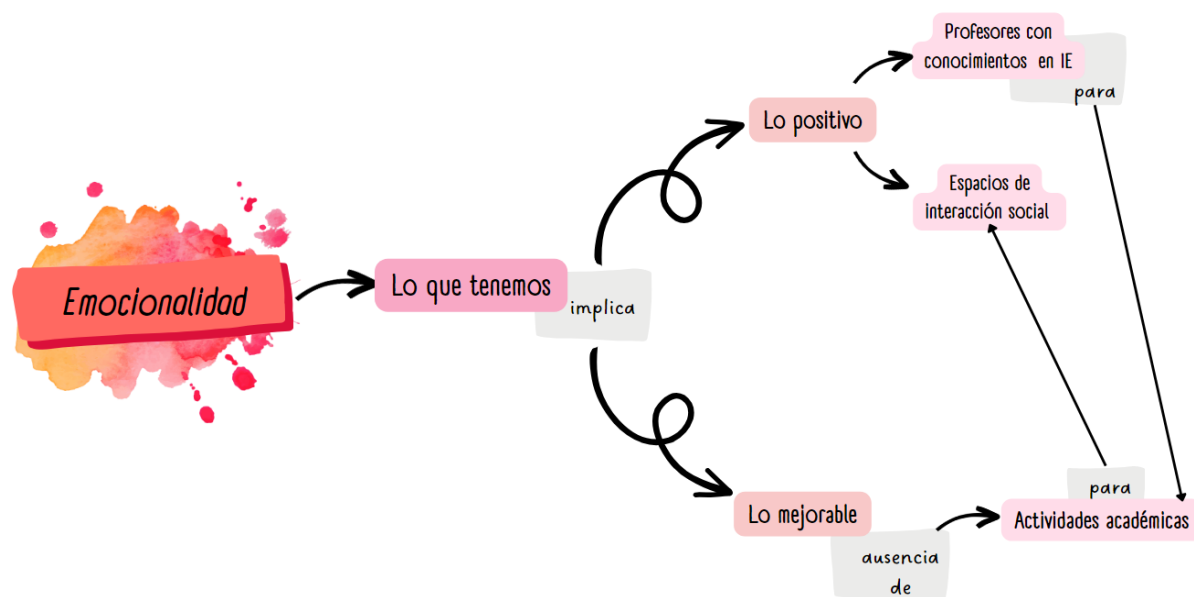 Emocionalidad
Lo que tenemos
implica
Lo positivo
Profesores con
conocimientos en IE
para
Espacios de
interacción social
Lo mejorable
ausencia
de
para
Actividades académicas